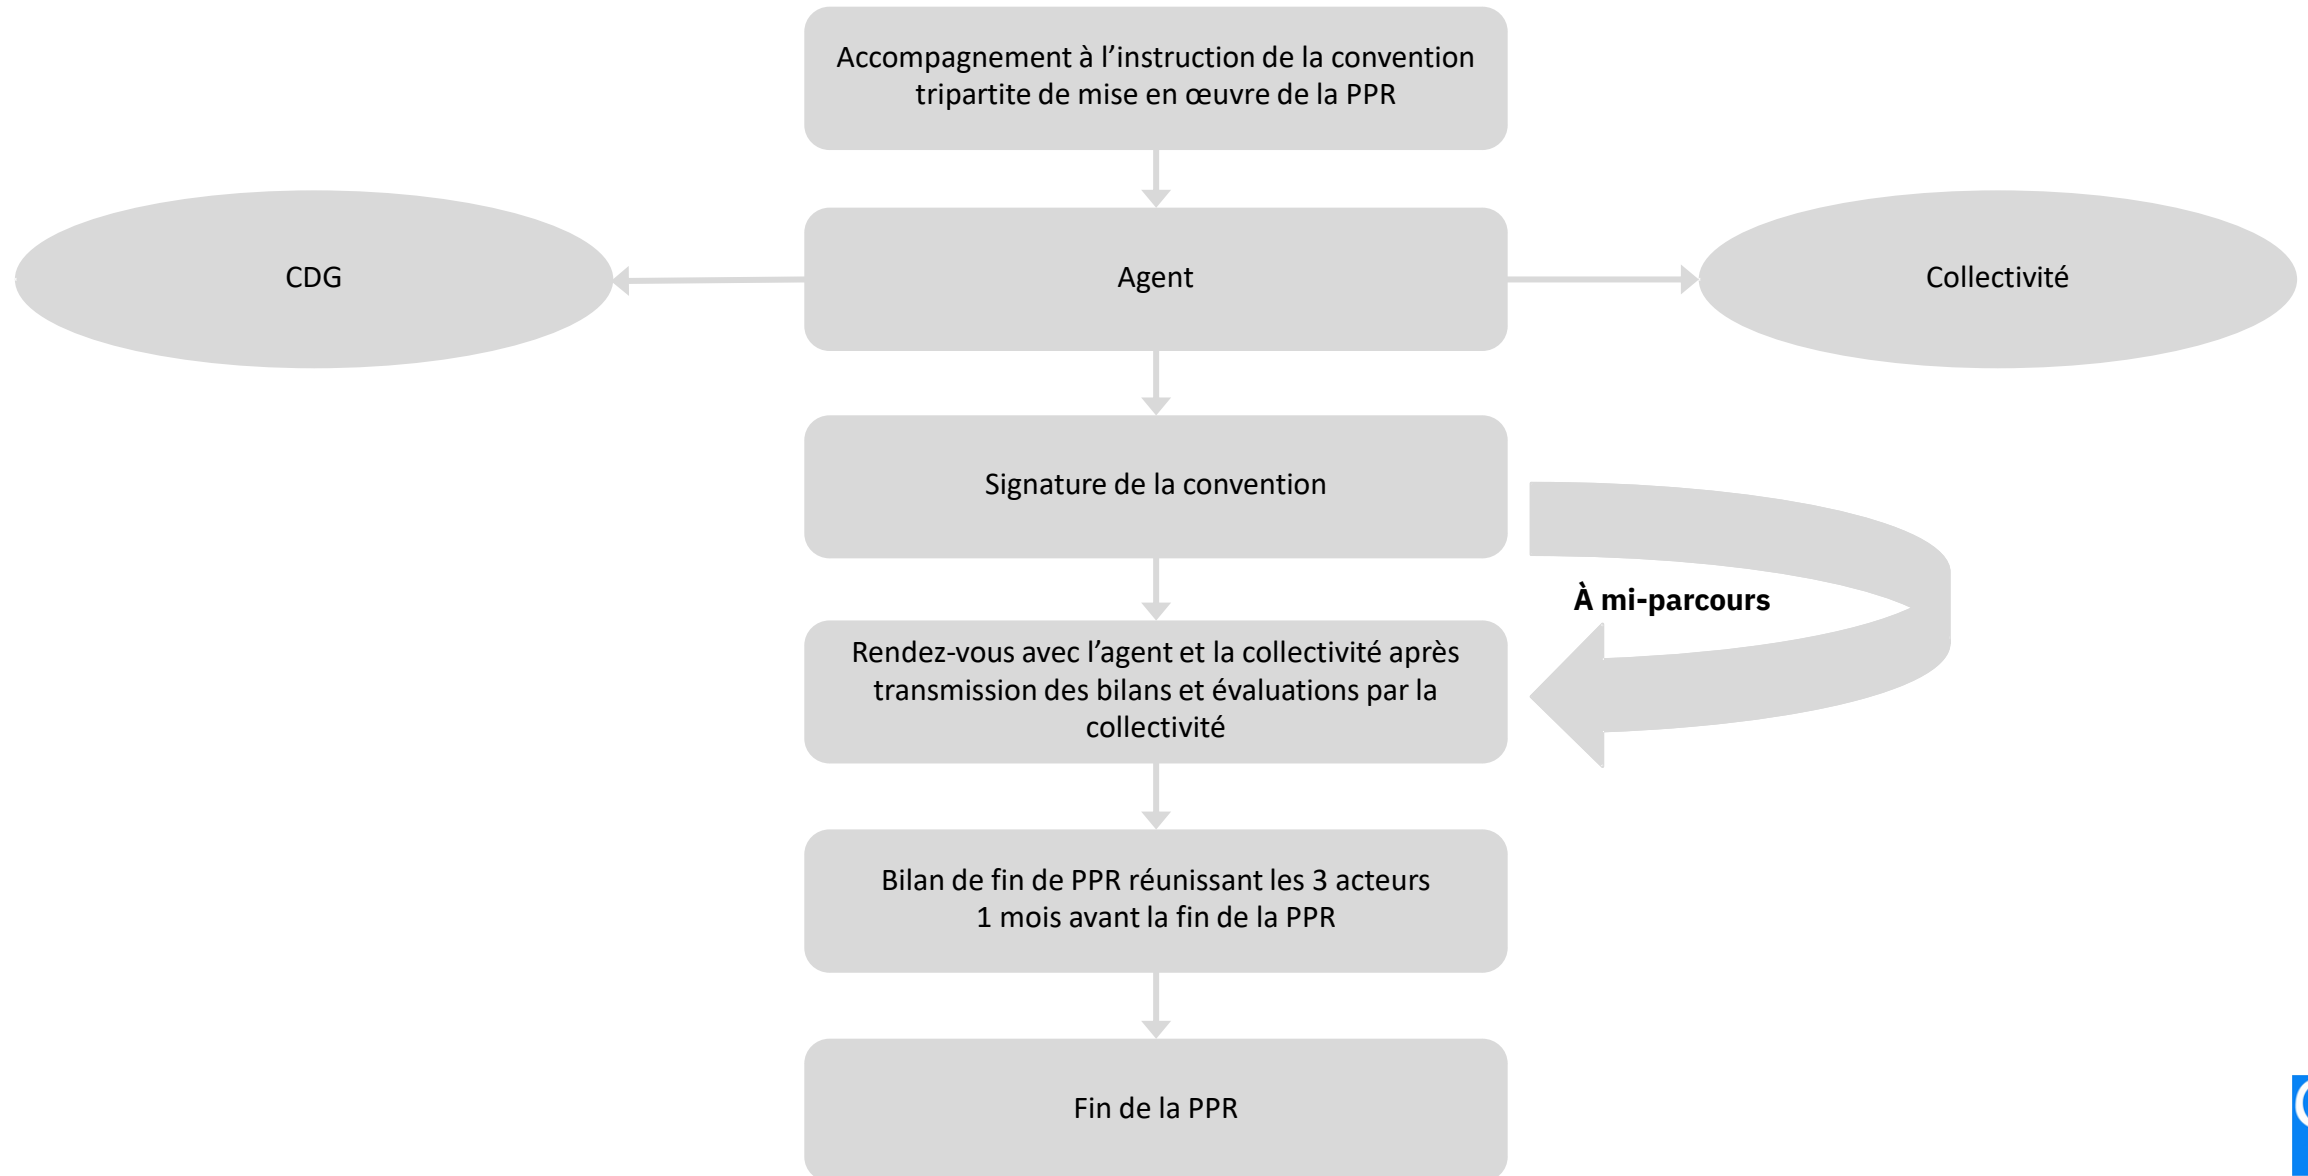 Accompagnement à l’instruction de la convention
tripartite de mise en œuvre de la PPR
CDG
Agent
Collectivité
Signature de la convention
À mi-parcours
Rendez-vous avec l’agent et la collectivité après
transmission des bilans et évaluations par la
collectivité
Bilan de fin de PPR réunissant les 3 acteurs
1 mois avant la fin de la PPR
Fin de la PPR